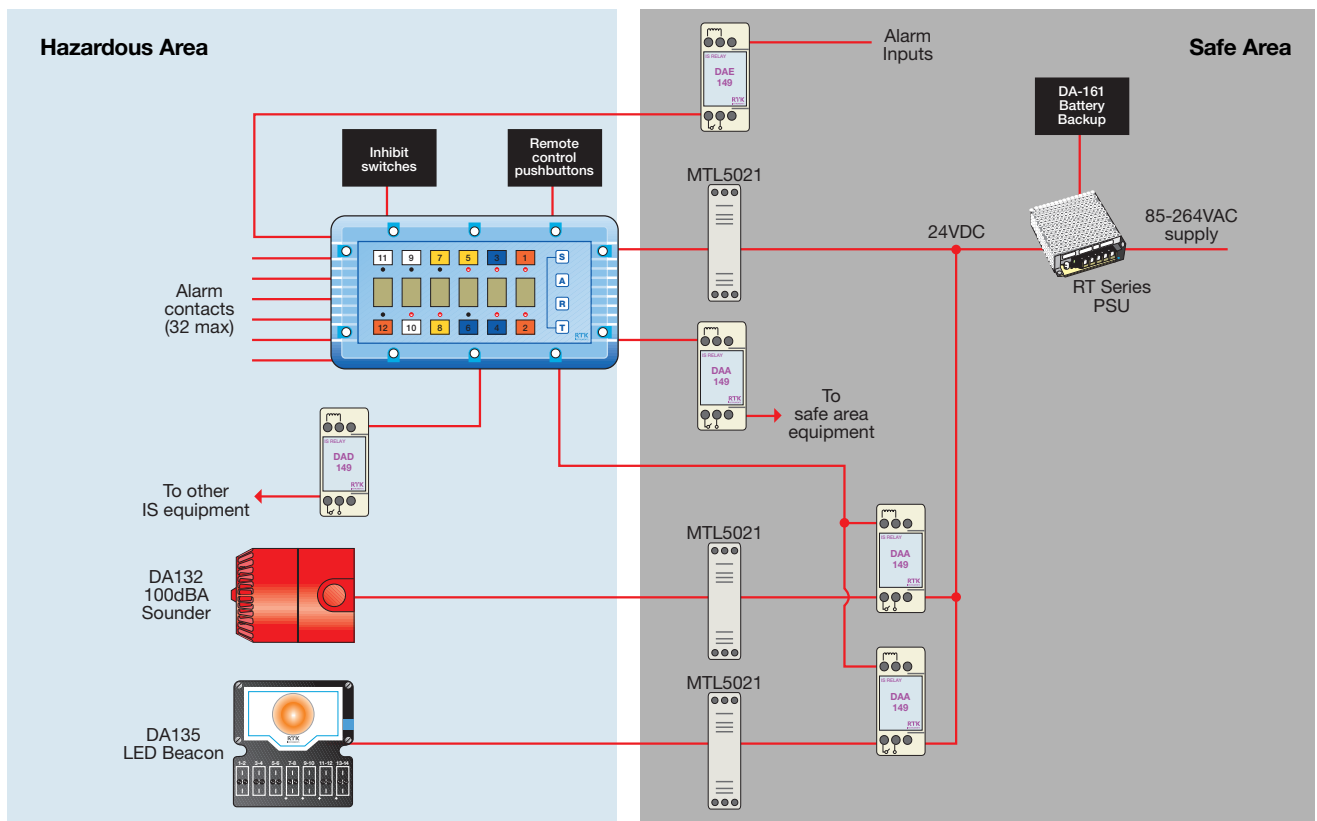 Hazardous Area
Safe Area
Alarm
Inputs
IS RELAY
DAE
149
RTK
DA-161
Battery
Backup
Inhibit
switches
Remote
control
pushbuttons
MTL5021
24VDC
85-264VAC
supply
RT Series
PSU
11 9 7 5 3 1
S
A
R
T
12 10 8 6 4 2
RTK
Alarm
contacts
(32 max)
IS RELAY
DAA
149
RTK
To
safe area
equipment
IS RELAY
DAD
149
RTK
To other
IS equipment
MTL5021
IS RELAY
DAA
149
RTK
DA132
100dBA
Sounder
MTL5021
IS RELAY
DAA
149
RTK
DA135
LED Beacon
RTK
1-2 3-4 5-6 7-8 9-10 11-12 13-14